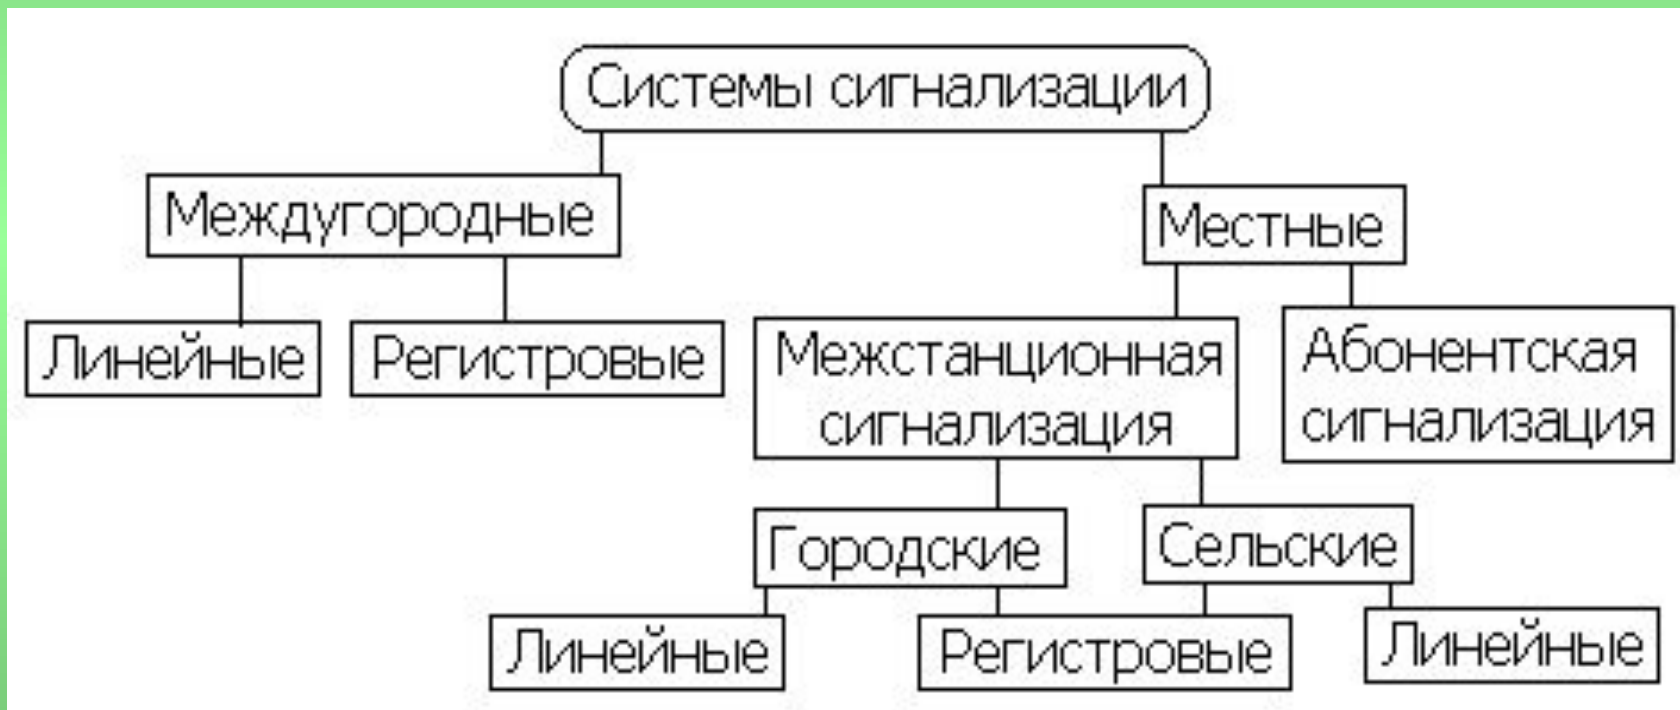 Системы сигнализации
Междугородные
Местные
Линейные
Регистровые
Межстанционная
сигнализация
Абонентская
сигнализация
Городские
Сельские
Линейные
Регистровые
Линейные